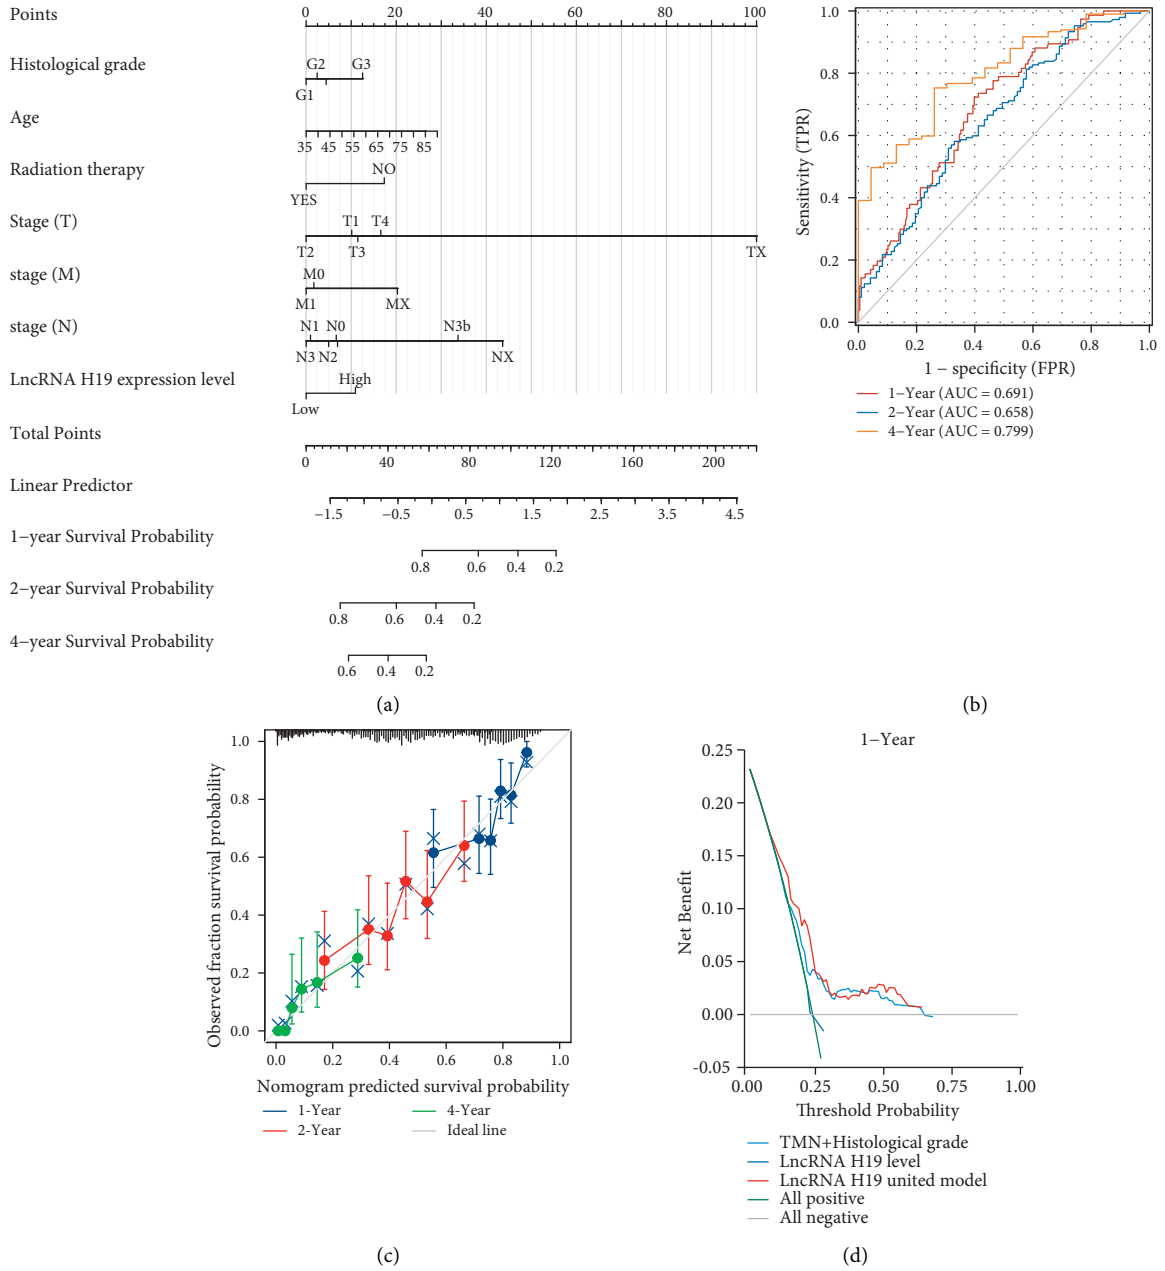 Points
0 20 40 60 80 100
Histological grade
G2 G3
G1
Age
35 45 55 65 75 85
Radiation therapy
NO
YES
Stage (T)
T1 T4
T2 T3 TX
stage (M)
M0
M1 MX
stage (N)
N1 N0 N3b
N3 N2 NX
LncRNA H19 expression level
High
Low
Total Points
0 40 80 120 160 200
Linear Predictor
−1.5 −0.5 0.5 1.5 2.5 3.5 4.5
1−year Survival Probability
0.8 0.6 0.4 0.2
2−year Survival Probability
0.8 0.6 0.4 0.2
4−year Survival Probability
0.6 0.4 0.2
(a)
Sensitivity (TPR)
1.0
0.8
0.6
0.4
0.2
0.0
0.0 0.2 0.4 0.6 0.8 1.0
1 − specificity (FPR)
1−Year (AUC = 0.691)
2−Year (AUC = 0.658)
4−Year (AUC = 0.799)
(b)
Observed fraction survival probability
1.0
0.8
0.6
0.4
0.2
0.0
0.0 0.2 0.4 0.6 0.8 1.0
Nomogram predicted survival probability
1-Year 4-Year
2-Year Ideal line
(c)
1−Year
Net Benefit
0.25
0.20
0.15
0.10
0.05
0.00
-0.05
0.00 0.25 0.50 0.75 1.00
Threshold Probability
TMN+Histological grade
LncRNA H19 level
LncRNA H19 united model
All positive
All negative
(d)